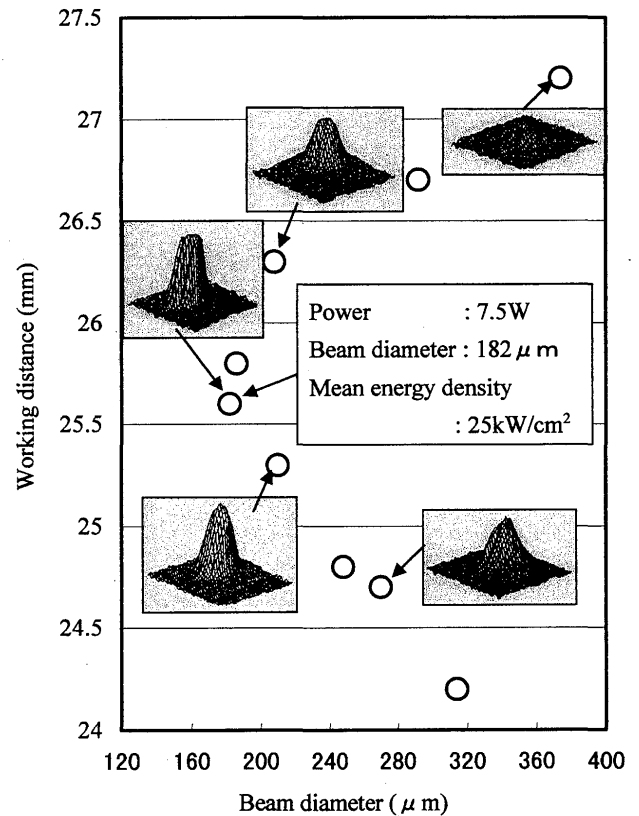 27.5
27
26.5
26
25.5
25
24.5
24
Working distance (mm)
Power : 7.5W
Beam diameter : 182 μ m
Mean energy density
: 25kW/cm²
120 160 200 240 280 320 360 400
Beam diameter ( μ m)